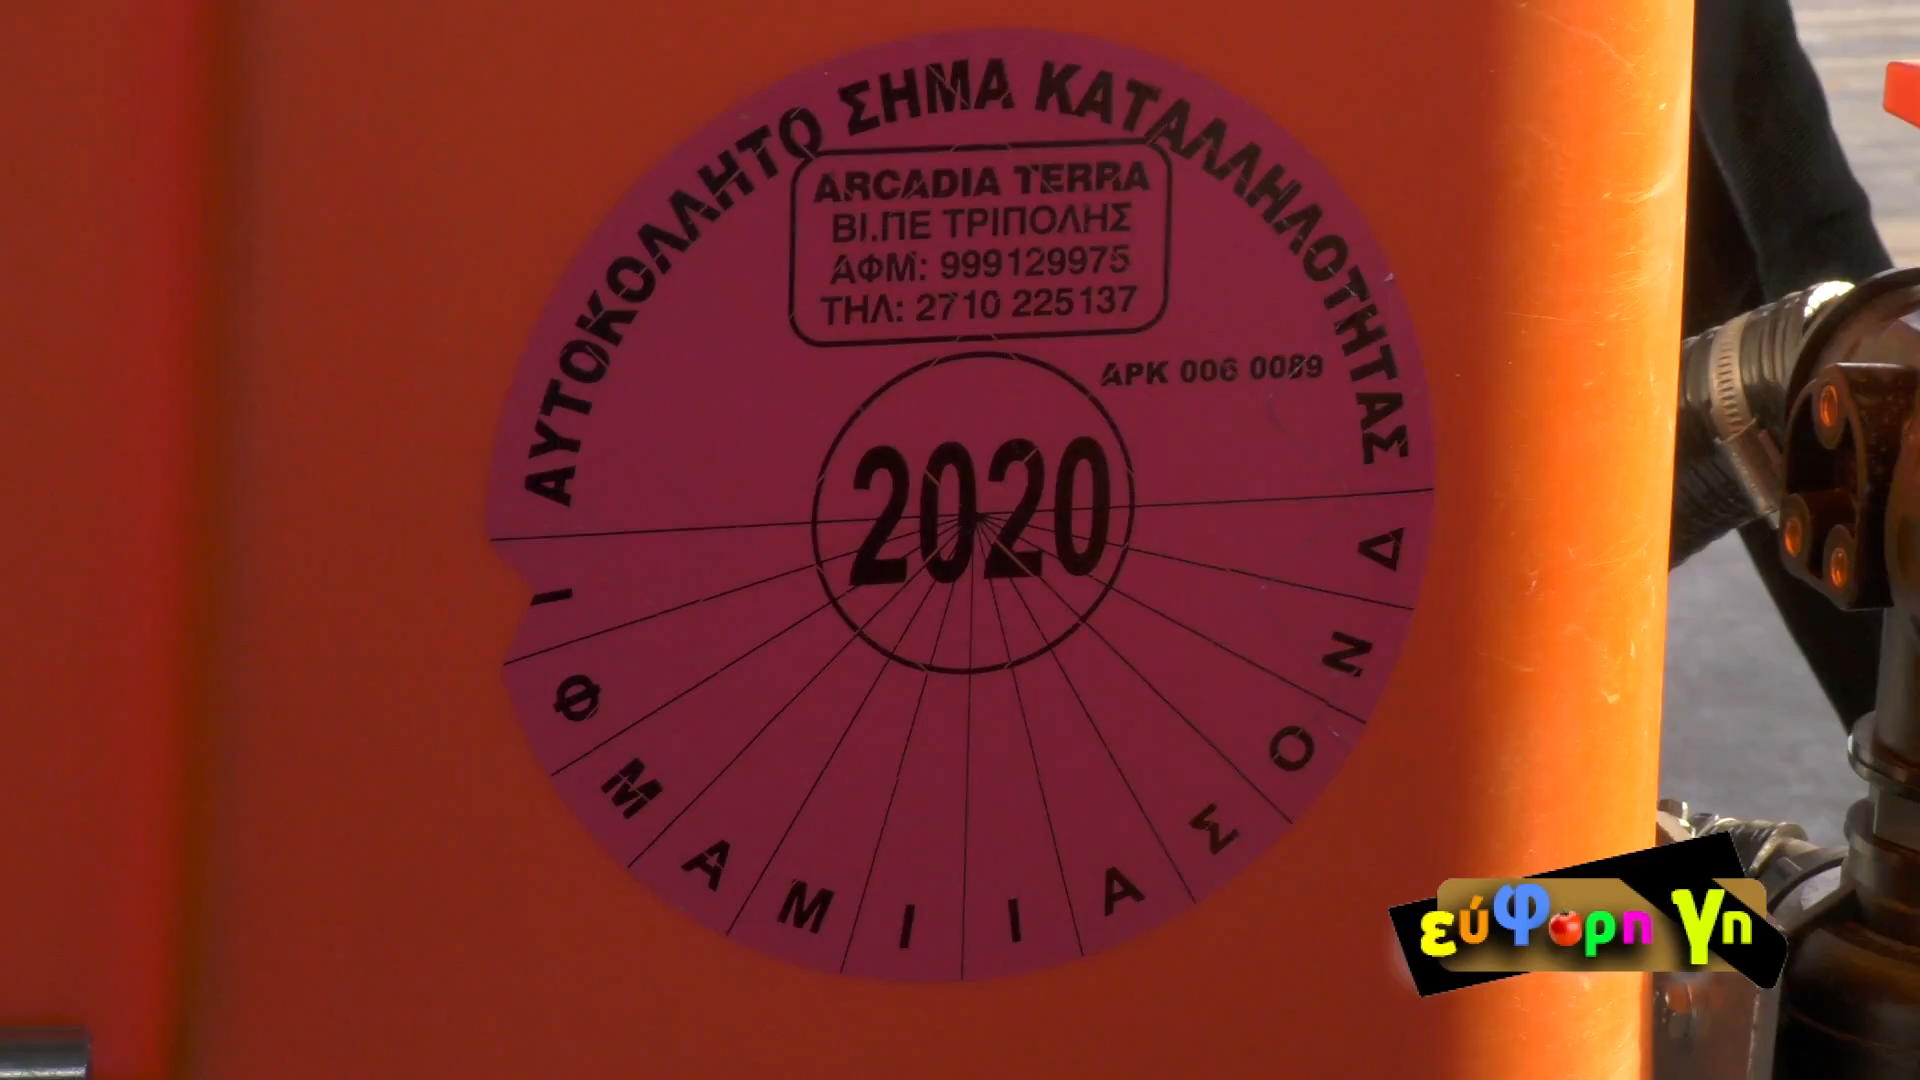 ΑΥΤΟΚΟΛΛΗΤΟ ΣΗΜΑ ΚΑΤΑΛΛΗΛΟΤΗΤΑΣ
ARCADIA TERRA
ΒΙ.ΠΕ ΤΡΙΠΟΛΗΣ
ΑΦΜ: 999129975
ΤΗΛ: 2710 225137
ΑΡΚ 006 0089
2020
Ι Φ Μ Α Μ Ι Ι Α Σ Ο Ν Δ
εύφορη γη